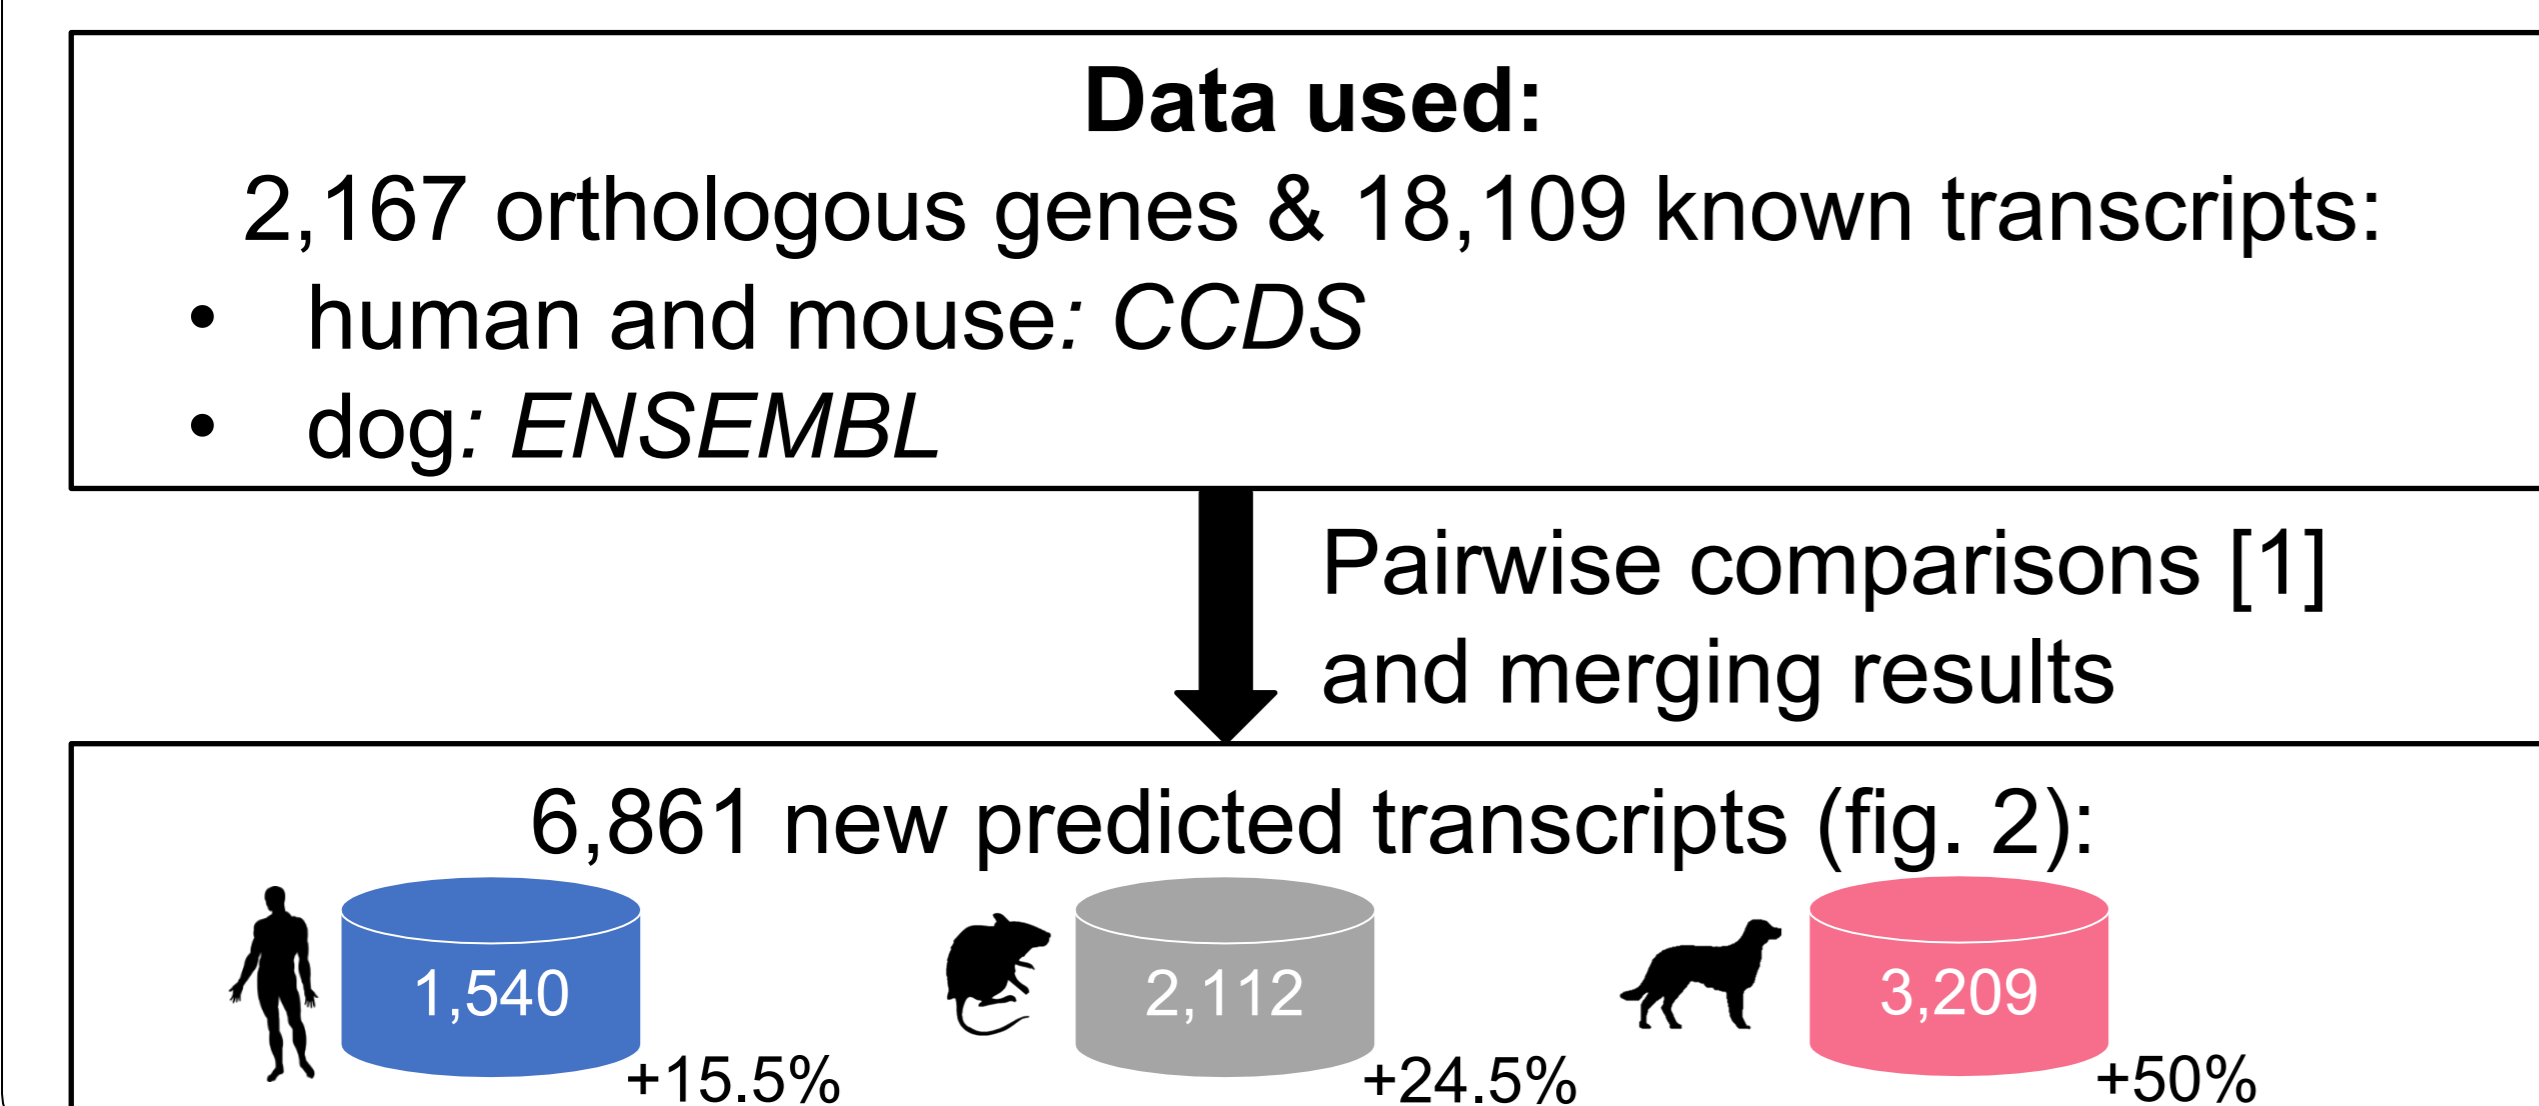 Data used:
2,167 orthologous genes & 18,109 known transcripts:
• human and mouse: CCDS
• dog: ENSEMBL
Pairwise comparisons [1]
and merging results
6,861 new predicted transcripts (fig. 2):
1,540
2,112
3,209
+15.5%
+24.5%
+50%